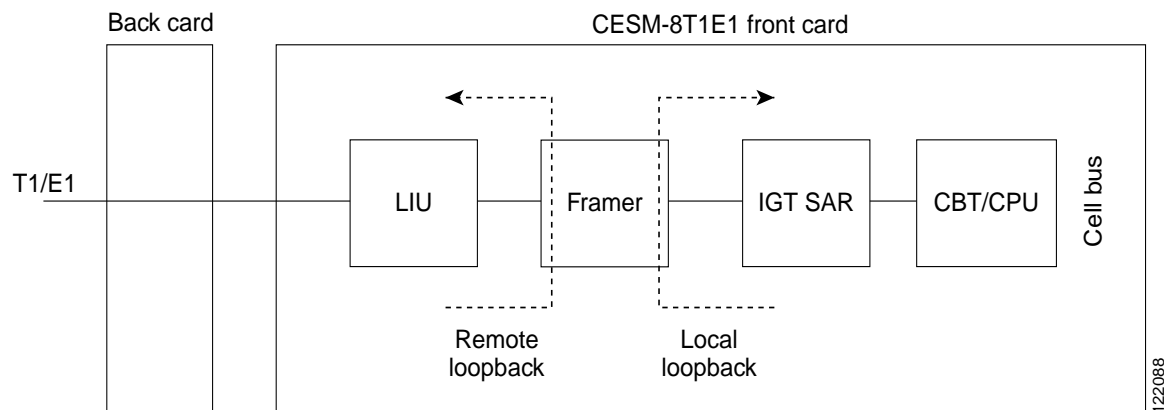 Back card
CESM-8T1E1 front card
T1/E1
LIU
Framer
IGT SAR
CBT/CPU
Cell bus
Remote
loopback
Local
loopback
122088